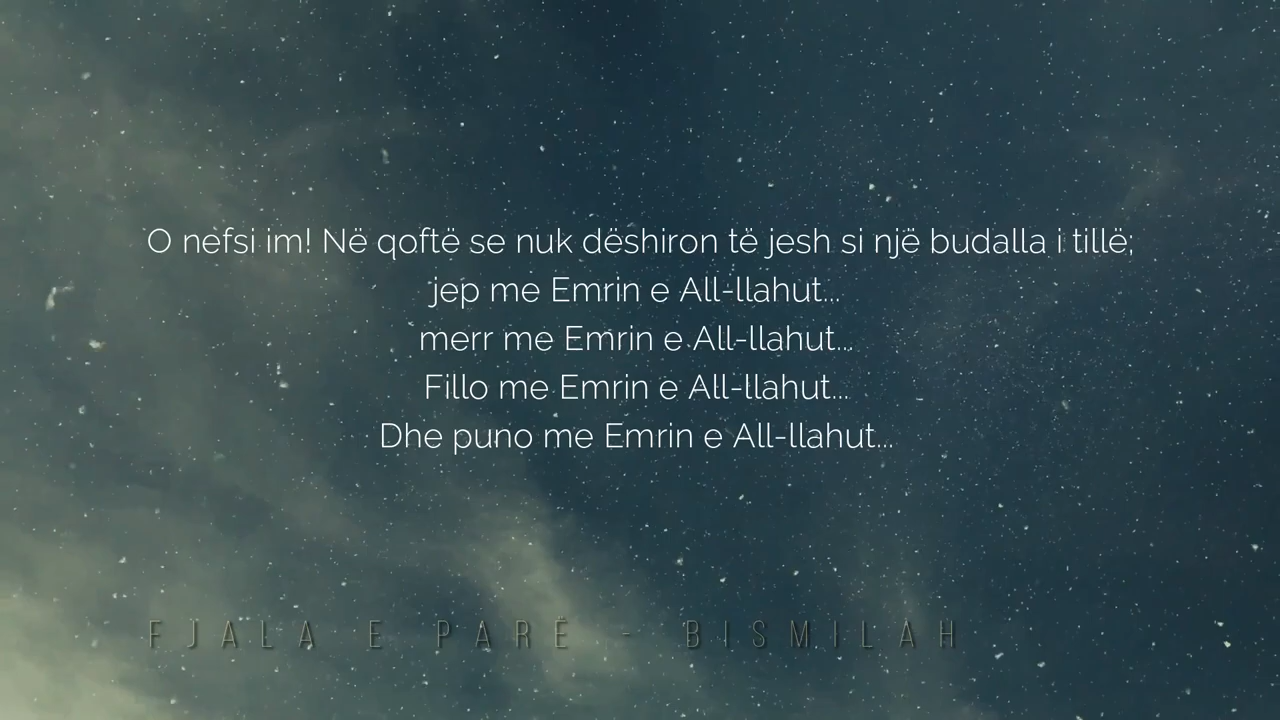 O nefsi im! Në qoftë se nuk dëshiron të jesh si një budalla i tillë;
jep me Emrin e All-llahut...
merr me Emrin e All-llahut...
Fillo me Emrin e All-llahut...
Dhe puno me Emrin e All-llahut...
FJALA E PARË - BISMILAH